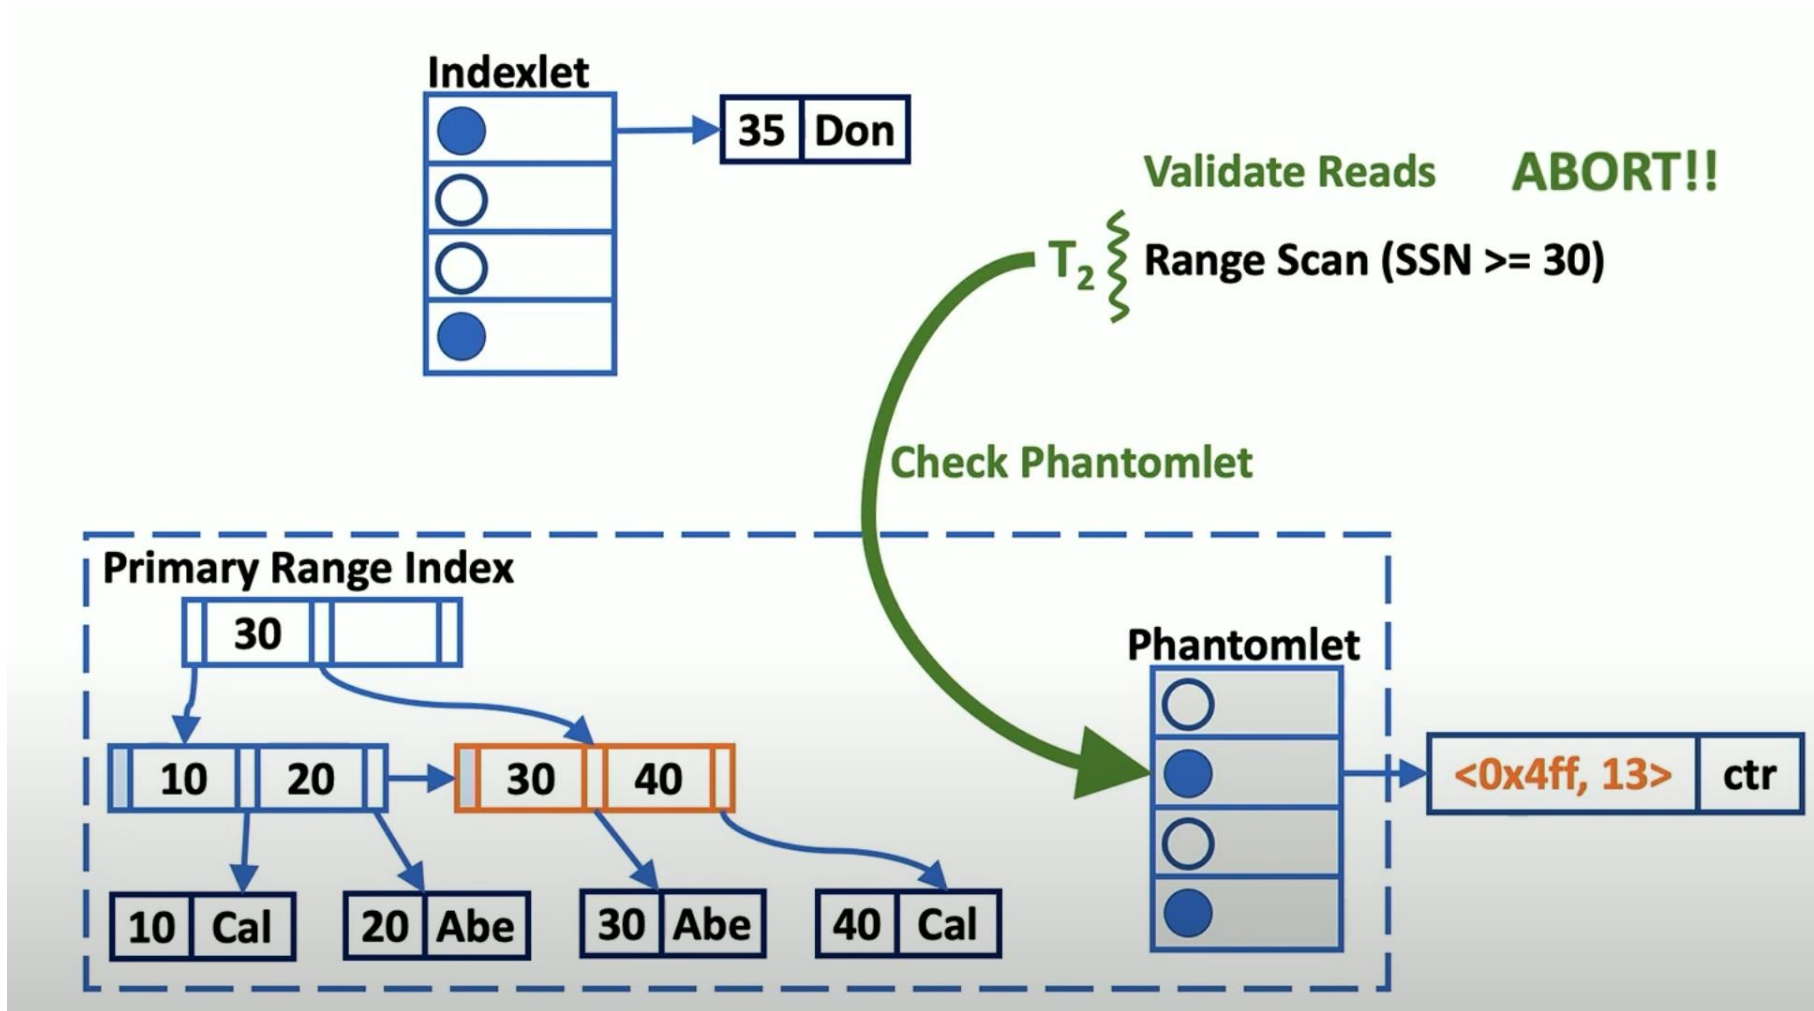 Indexlet
35 Don
Validate Reads ABORT!!
T₂ Range Scan (SSN >= 30)
Check Phantomlet
Primary Range Index
30
Phantomlet
10 20 30 40
<0x4ff, 13> ctr
10 Cal 20 Abe 30 Abe 40 Cal